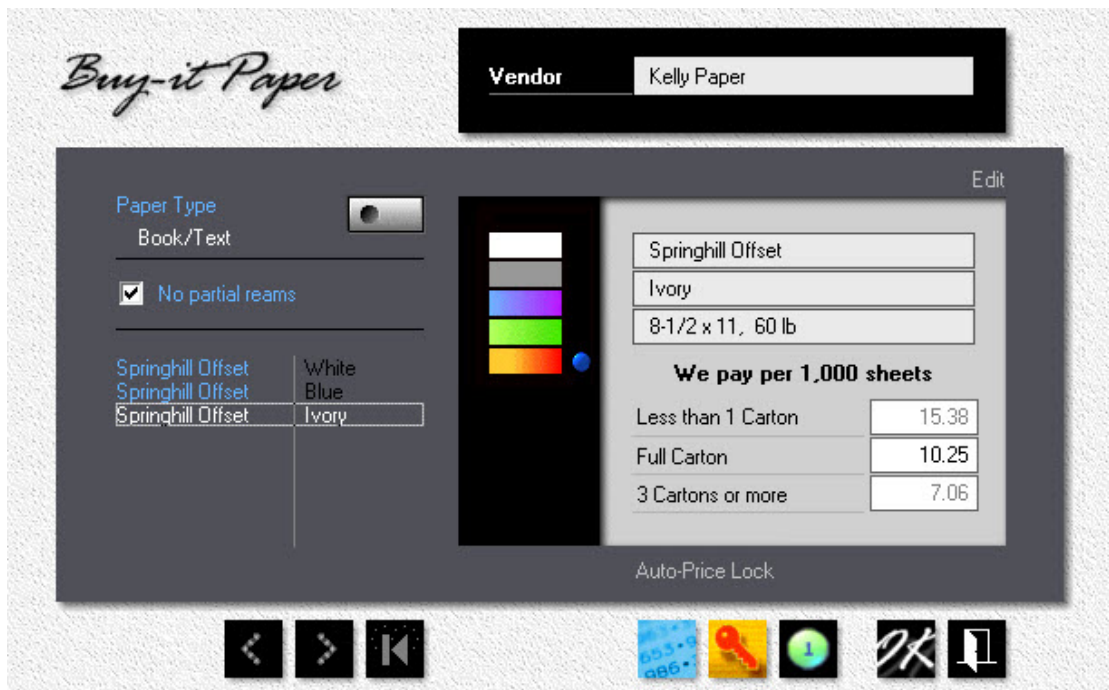 Buy-it Paper
Vendor Kelly Paper
Edit
Paper Type
Book/Text
No partial reams
Springhill Offset White
Springhill Offset Blue
Springhill Offset Ivory
Springhill Offset
Ivory
8-1/2 x 11, 60 lb
We pay per 1,000 sheets
Less than 1 Carton 15.38
Full Carton 10.25
3 Cartons or more 7.06
Auto-Price Lock
1
OK